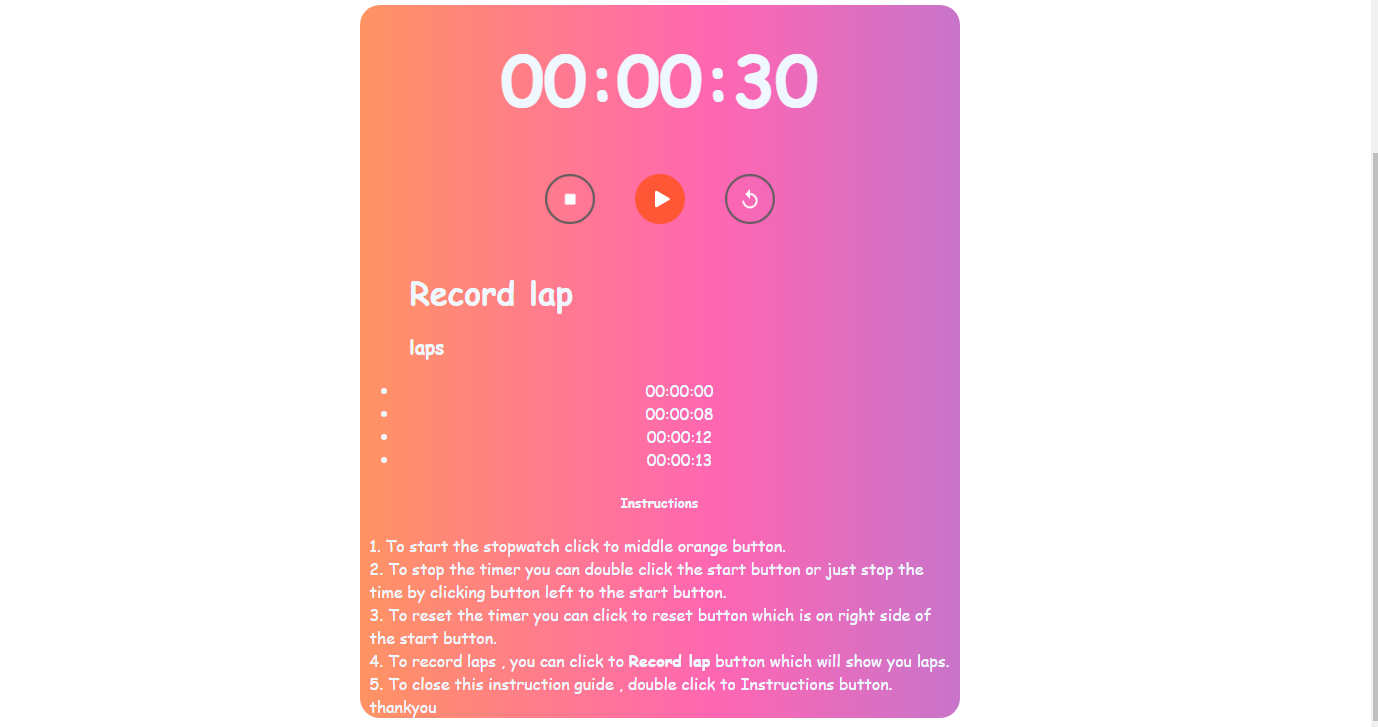 00:00:30
Record lap
laps
00:00:00
00:00:08
00:00:12
00:00:13
Instructions
1. To start the stopwatch click to middle orange button.
2. To stop the timer you can double click the start button or just stop the
time by clicking button left to the start button.
3. To reset the timer you can click to reset button which is on right side of
the start button.
4. To record laps , you can click to Record lap button which will show you laps.
5. To close this instruction guide , double click to Instructions button.
thankyou